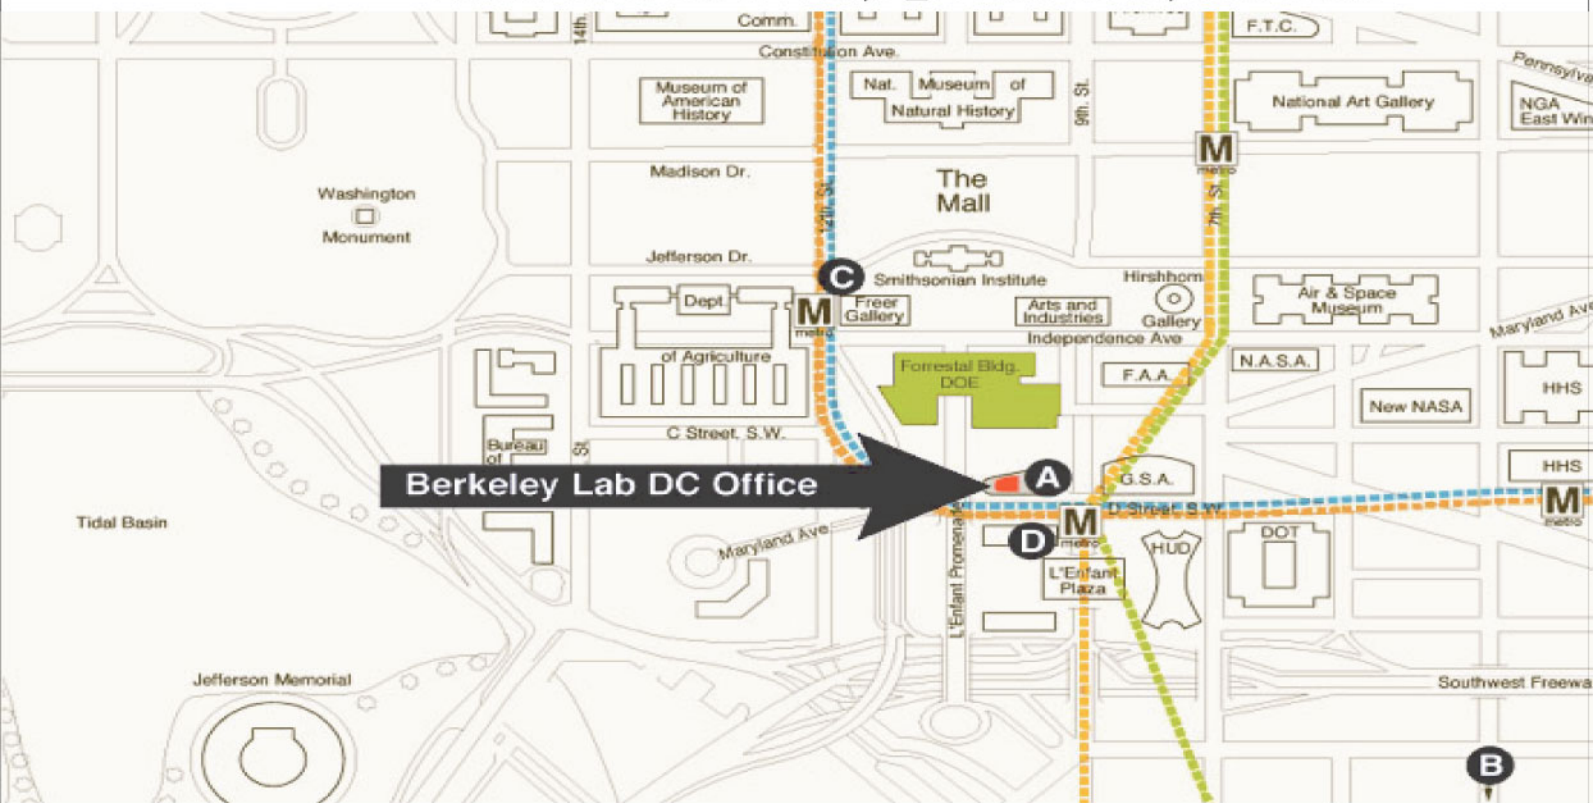 Comm.
14th.
F.T.C.
Constitution Ave.
Pennsylva
Museum of
American
History
Nat. Museum of
Natural History
9th. St.
National Art Gallery
NGA
East Win
M
metro
Madison Dr.
The
Mall
Washington
Monument
12th. St.
7th. St.
Jefferson Dr.
C
Smithsonian Institute
Hirshhorn
Gallery
Dept.
of Agriculture
M
metro
Freer
Gallery
Arts and
Industries
Air & Space
Museum
Maryland Ave
Independence Ave
Forrestal Bldg.
DOE
F.A.A.
N.A.S.A.
HHS
New NASA
C Street, S.W.
Bureau
of
St.
HHS
Berkeley Lab DC Office
A
G.S.A.
M
metro
D Street, S.W.
Tidal Basin
Maryland Ave
L'Enfant Promenade
D
M
metro
HUD
DOT
L'Enfant
Plaza
Jefferson Memorial
Southwest Freewa
B